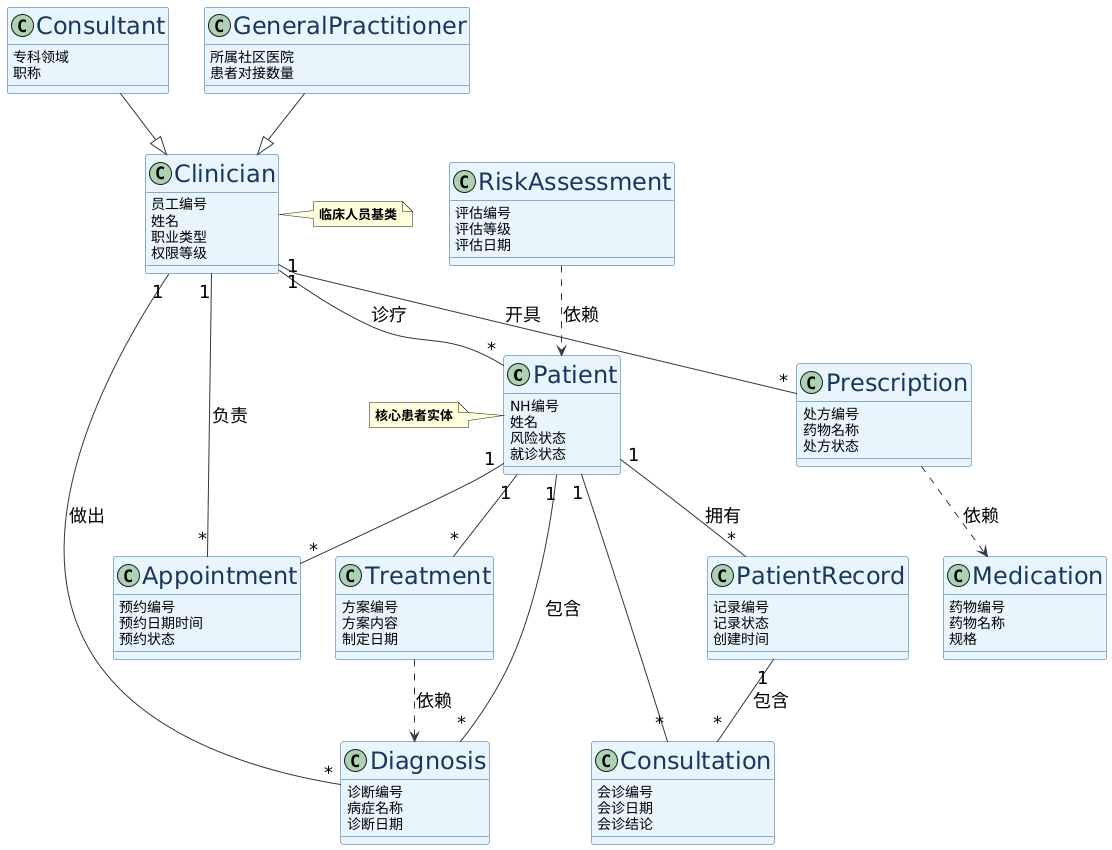 C Consultant
专科领域
职称
C GeneralPractitioner
所属社区医院
患者对接数量
C Clinician
员工编号
姓名
职业类型
权限等级
临床人员基类
C RiskAssessment
评估编号
评估等级
评估日期
1
1
1
1
诊疗
开具
依赖
*
*
C Patient
NH编号
姓名
风险状态
就诊状态
核心患者实体
C Prescription
处方编号
药物名称
处方状态
负责
1
1
1
1
1
做出
拥有
依赖
*
*
*
*
C Appointment
预约编号
预约日期时间
预约状态
C Treatment
方案编号
方案内容
制定日期
包含
C PatientRecord
记录编号
记录状态
创建时间
C Medication
药物编号
药物名称
规格
1
依赖
包含
*
*
*
*
C Diagnosis
诊断编号
病症名称
诊断日期
C Consultation
会诊编号
会诊日期
会诊结论